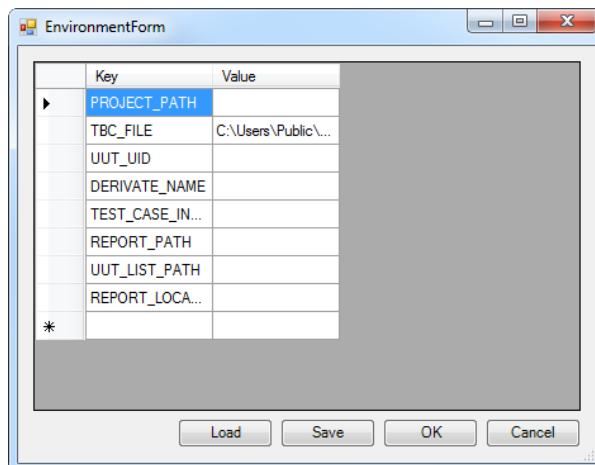 EnvironmentForm
Key Value
PROJECT_PATH
TBC_FILE C:\Users\Public\...
UUT_UID
DERIVATE_NAME
TEST_CASE_IN...
REPORT_PATH
UUT_LIST_PATH
REPORT_LOCA...
Load Save OK Cancel